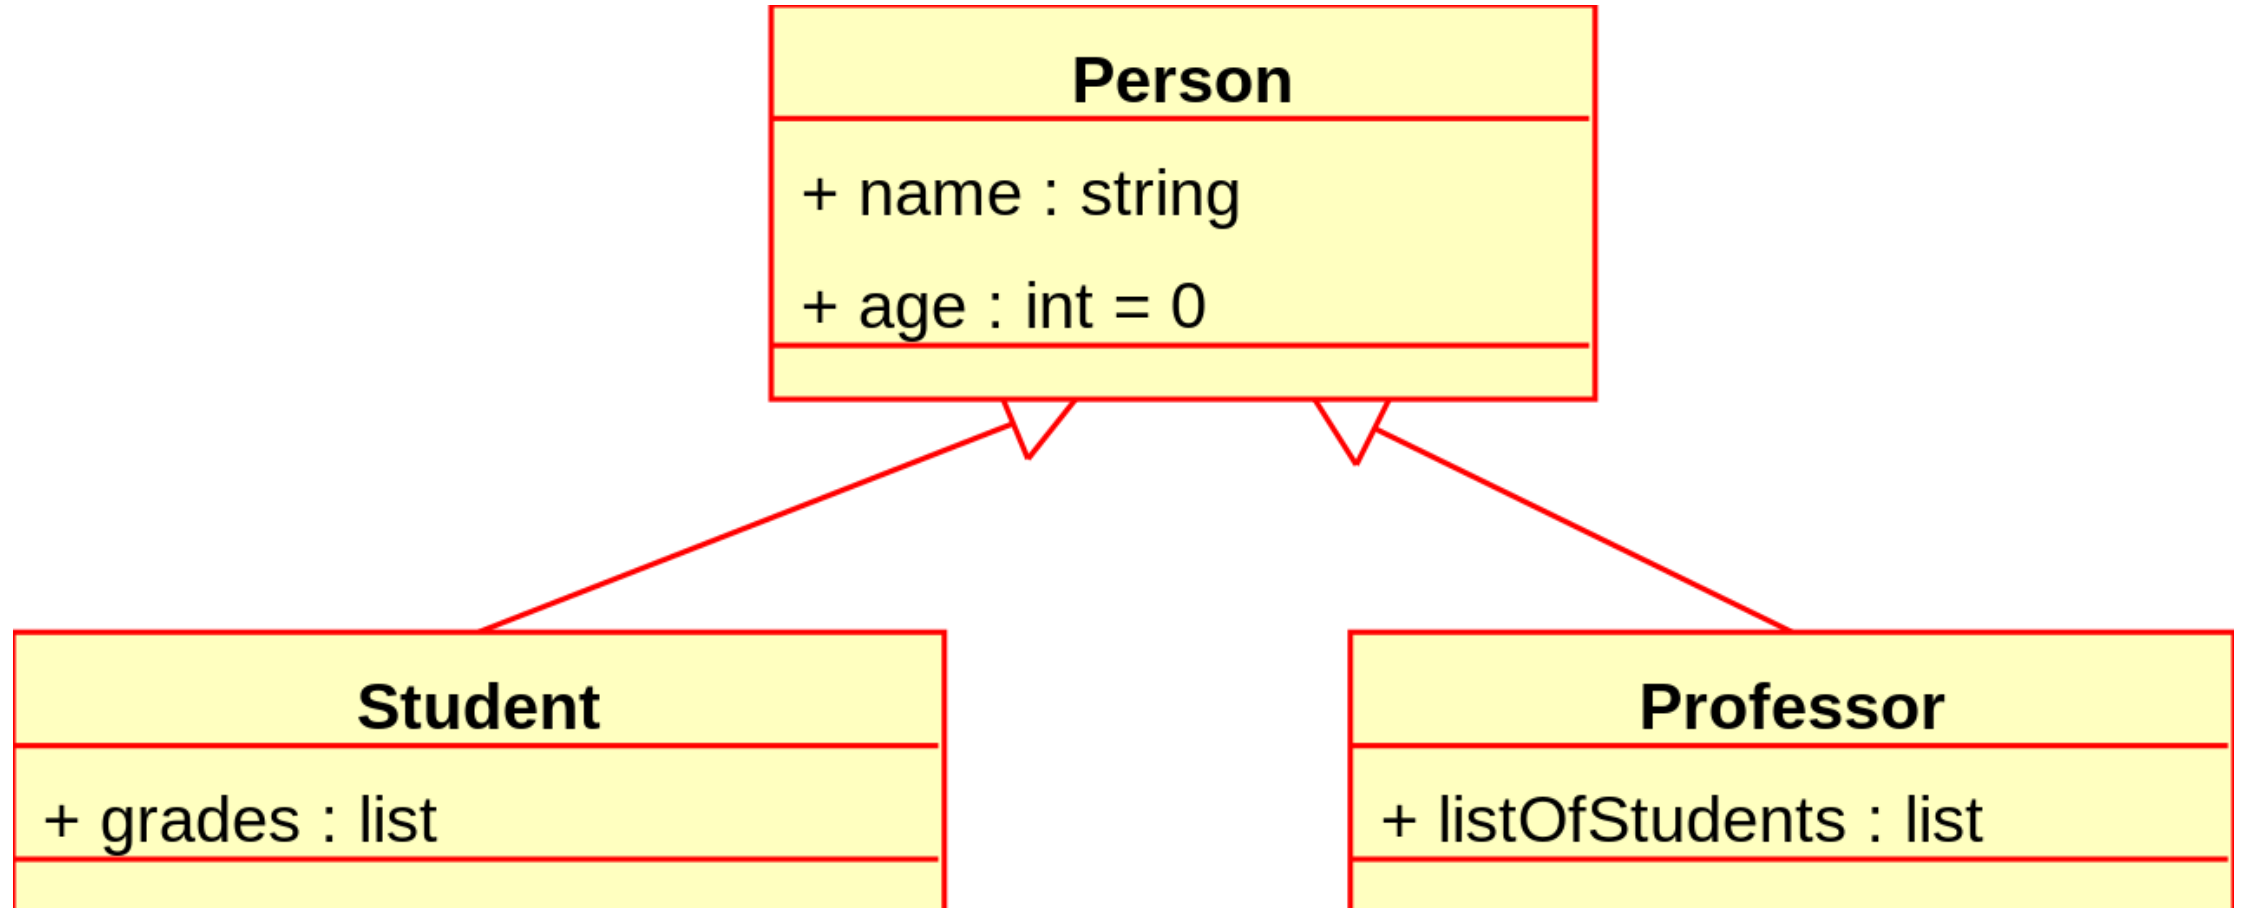 Person
+ name : string
+ age : int = 0
Student
+ grades : list
Professor
+ listOfStudents : list